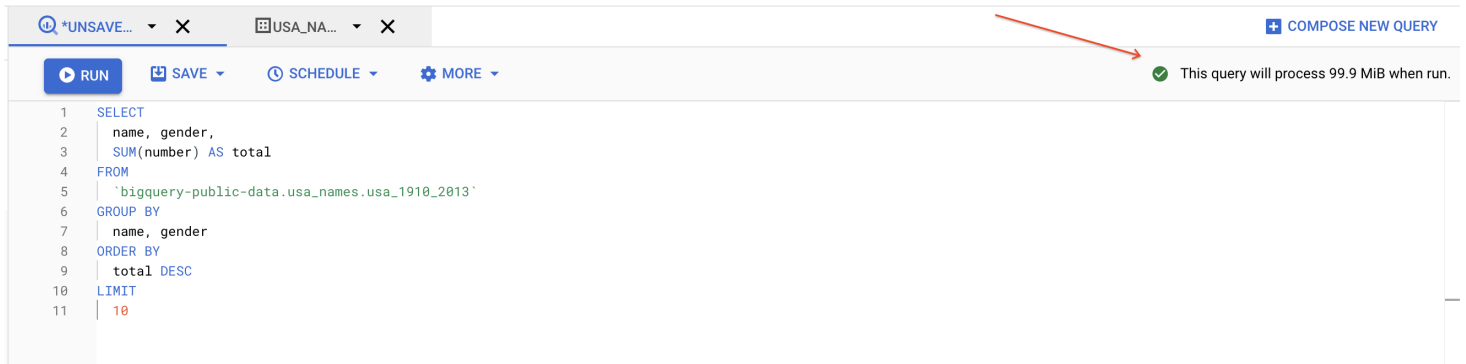 *UNSAVE... USA_NA... COMPOSE NEW QUERY
RUN SAVE SCHEDULE MORE This query will process 99.9 MiB when run.
1 SELECT
2 name, gender,
3 SUM(number) AS total
4 FROM
5 `bigquery-public-data.usa_names.usa_1910_2013`
6 GROUP BY
7 name, gender
8 ORDER BY
9 total DESC
10 LIMIT
11 10